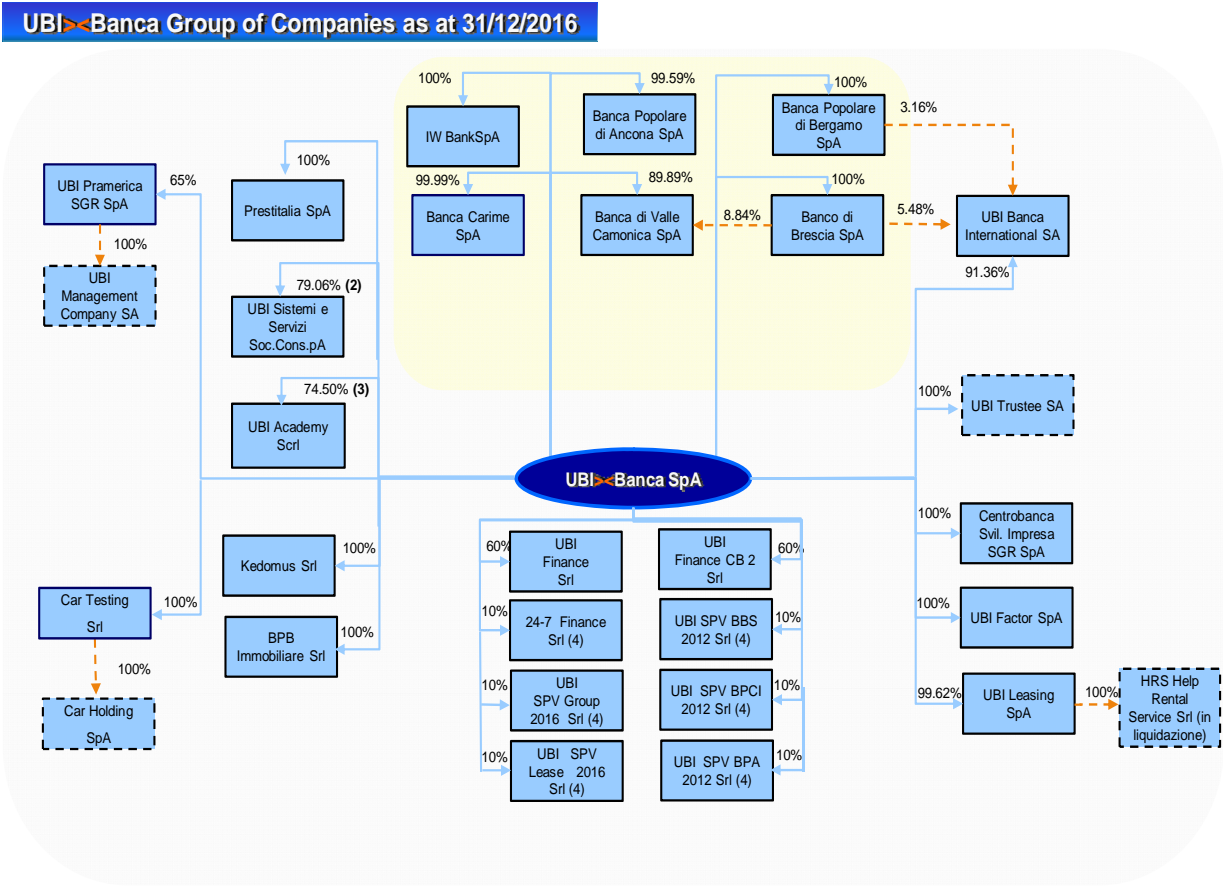 UBI><Banca Group of Companies as at 31/12/2016
100%
99.59%
100%
3.16%
IW BankSpA
Banca Popolare
di Ancona SpA
Banca Popolare
di Bergamo
SpA
65%
UBI Pramerica
SGR SpA
100%
Prestitalia SpA
99.99%
89.89%
100%
Banca Carime
SpA
Banca di Valle
Camonica SpA
8.84%
Banco di
Brescia SpA
5.48%
UBI Banca
International SA
91.36%
100%
UBI
Management
Company SA
79.06% (2)
UBI Sistemi e
Servizi
Soc.Cons.pA
74.50% (3)
UBI Academy
Scrl
100%
UBI Trustee SA
UBI><Banca SpA
100%
Centrobanca
Svil. Impresa
SGR SpA
100%
UBI Factor SpA
99.62%
UBI Leasing
SpA
100%
HRS Help
Rental
Service Srl (in
liquidazione)
Kedomus Srl
100%
BPB
Immobiliare Srl
100%
Car Testing
Srl
100%
100%
Car Holding
SpA
60%
UBI
Finance
Srl
10%
24-7 Finance
Srl (4)
10%
UBI
SPV Group
2016 Srl (4)
10%
UBI SPV
Lease 2016
Srl (4)
UBI
Finance CB 2
Srl
60%
UBI SPV BBS
2012 Srl (4)
10%
UBI SPV BPCI
2012 Srl (4)
10%
UBI SPV BPA
2012 Srl (4)
10%